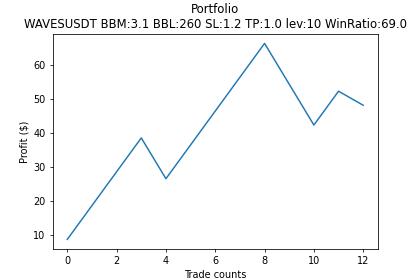 Portfolio
WAVESUSDT BBM:3.1 BBL:260 SL:1.2 TP:1.0 lev:10 WinRatio:69.0
Profit ($)
60
50
40
30
20
10
0 2 4 6 8 10 12
Trade counts